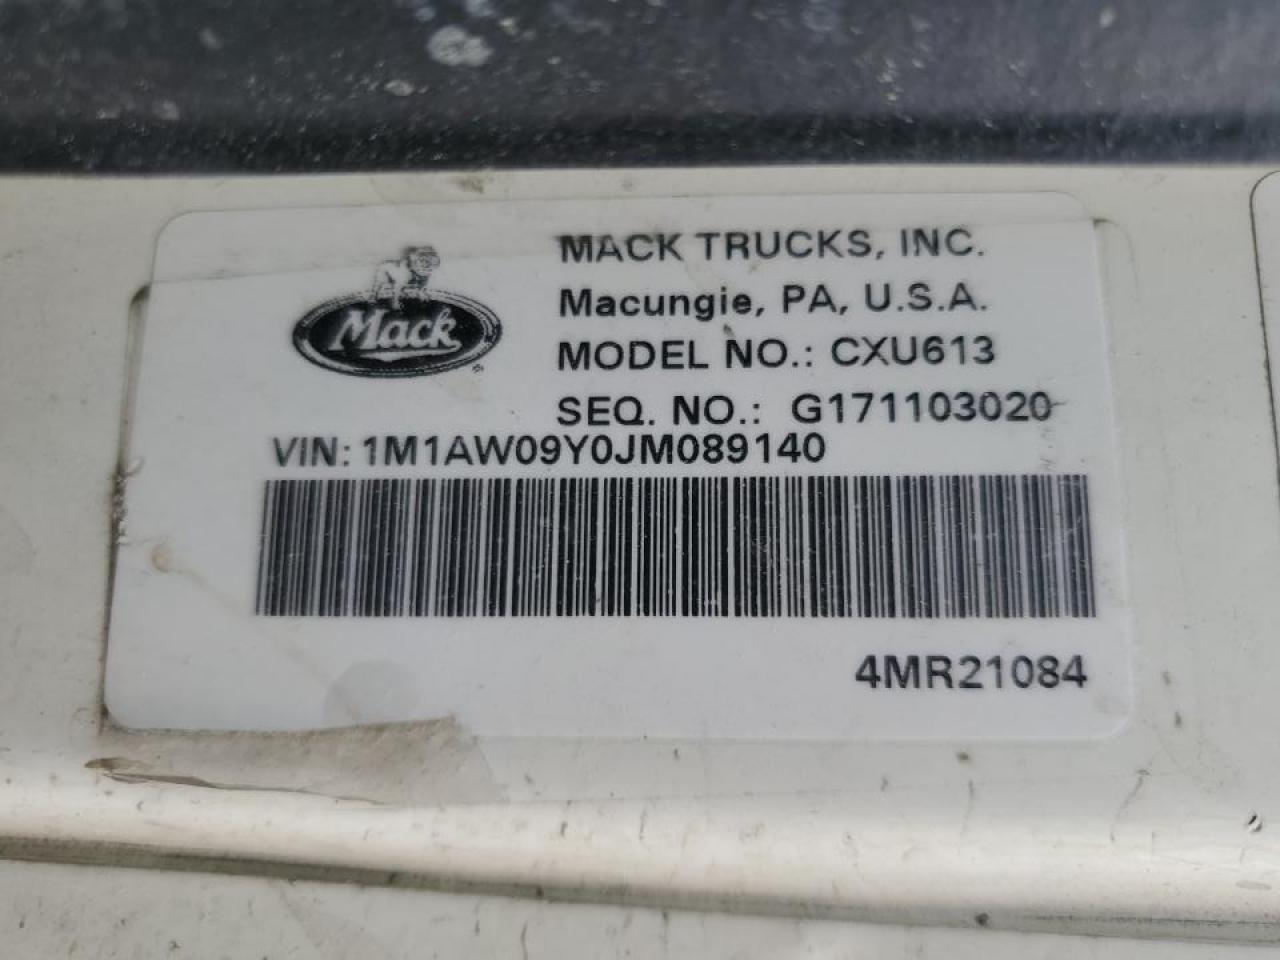 MACK TRUCKS, INC.
Macungie, PA, U.S.A.
Mack
MODEL NO.: CXU613
SEQ. NO.: G171103020
VIN: 1M1AW09Y0JM089140
4MR21084